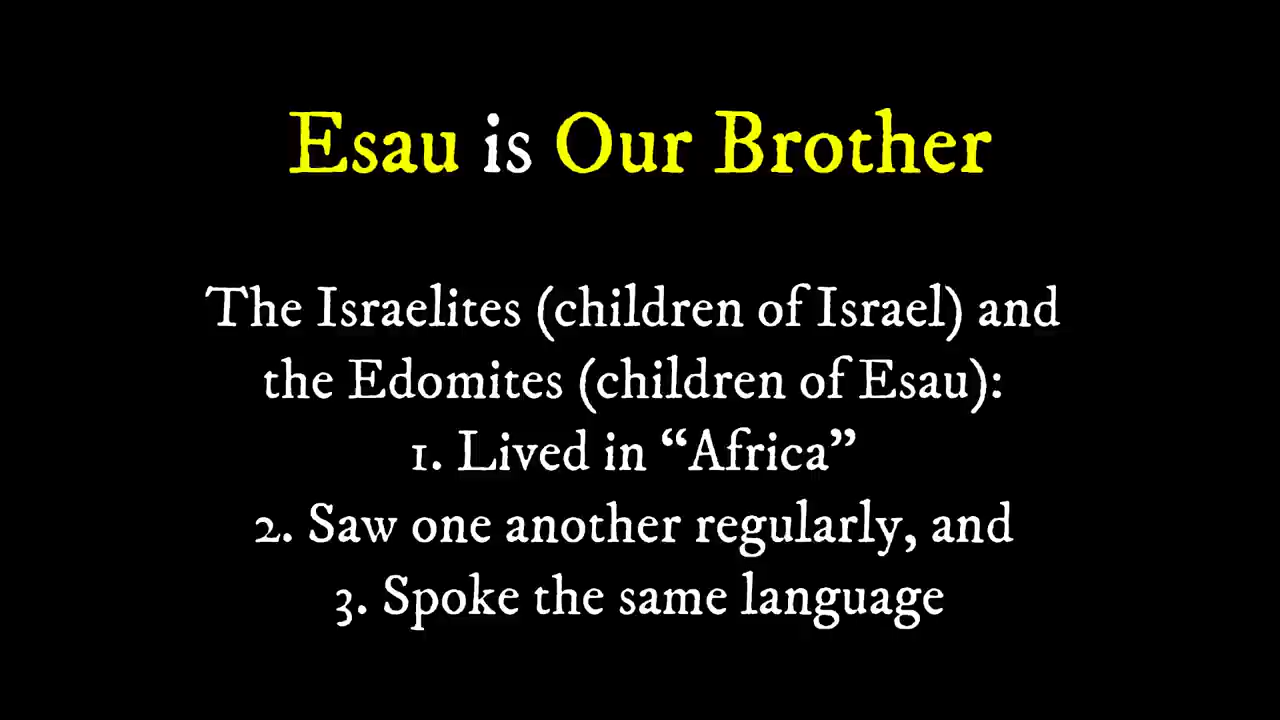 Esau is Our Brother
The Israelites (children of Israel) and
the Edomites (children of Esau):
1. Lived in “Africa”
2. Saw one another regularly, and
3. Spoke the same language